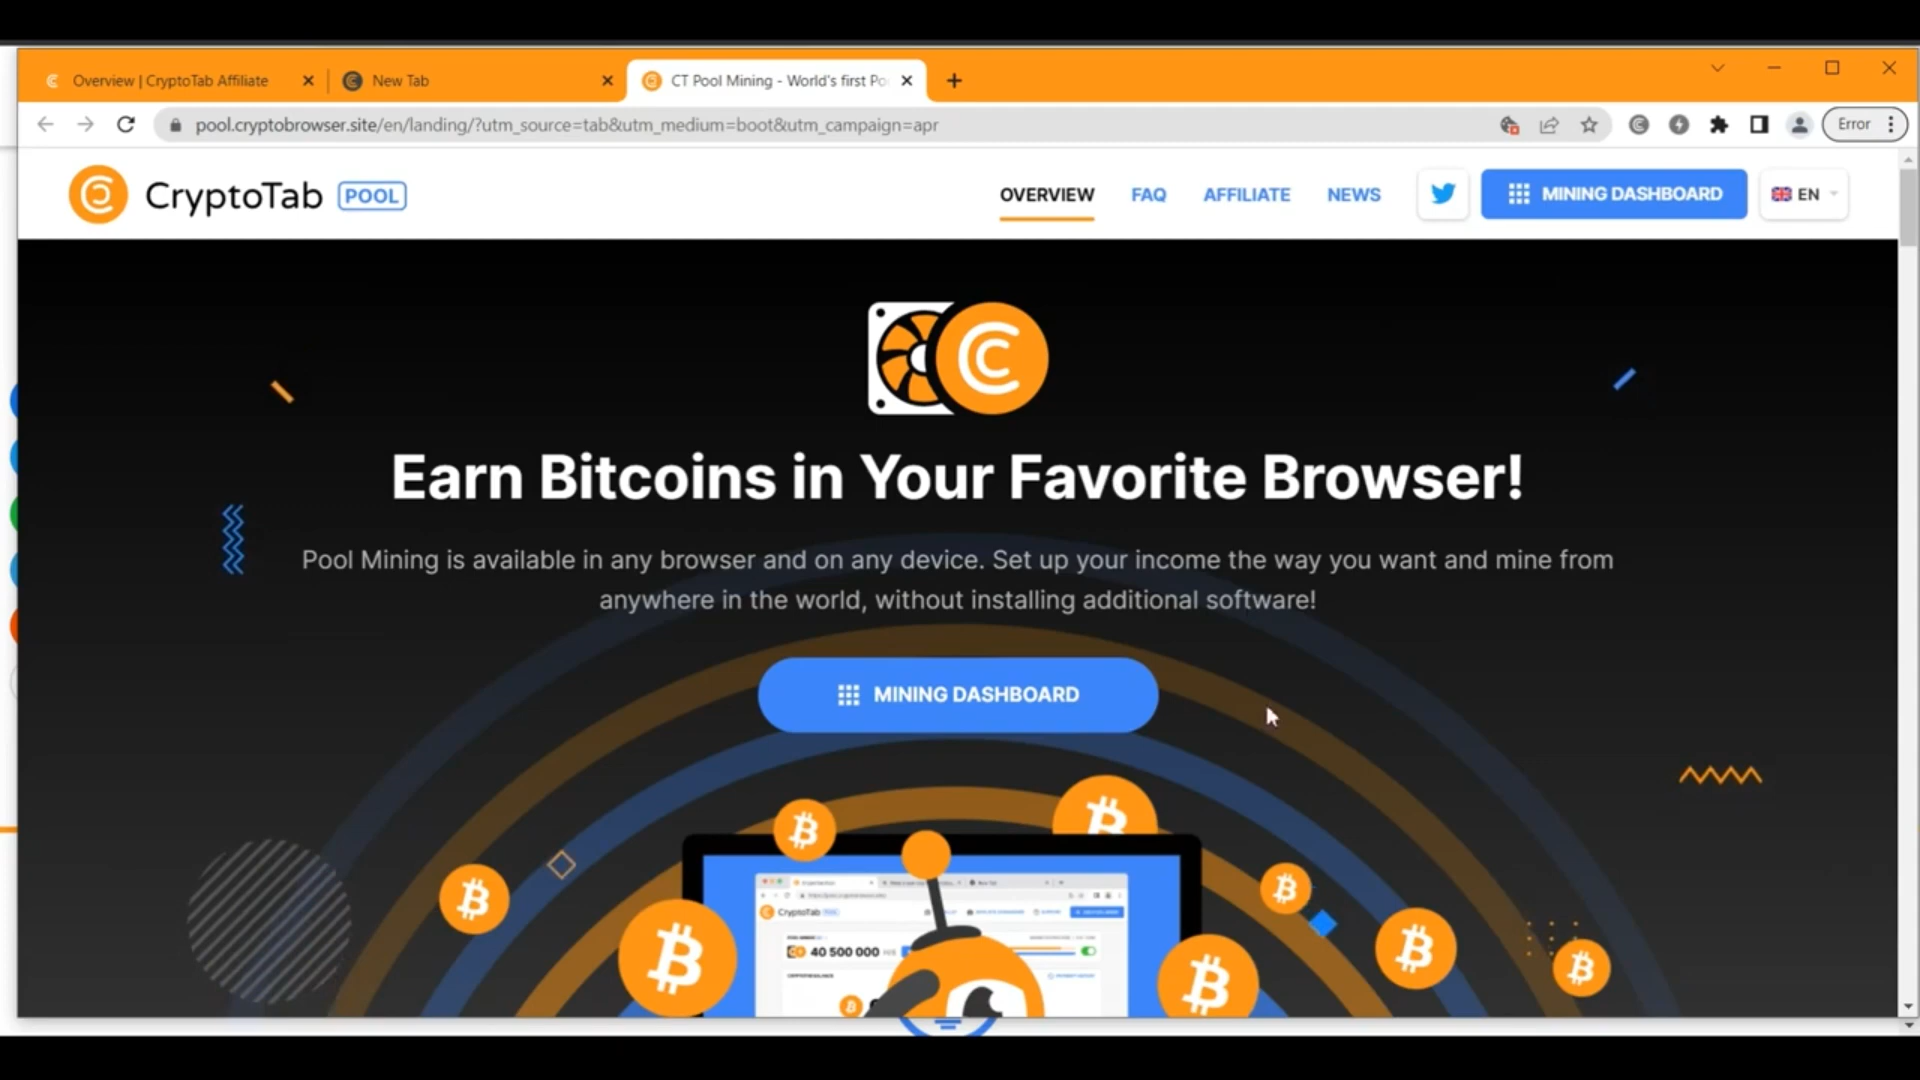 Overview | CryptoTab Affiliate
New Tab
CT Pool Mining - World's first Po
pool.cryptobrowser.site/en/landing/?utm_source=tab&utm_medium=boot&utm_campaign=apr
Error
CryptoTab POOL
OVERVIEW
FAQ
AFFILIATE
NEWS
MINING DASHBOARD
EN
Earn Bitcoins in Your Favorite Browser!
Pool Mining is available in any browser and on any device. Set up your income the way you want and mine from
anywhere in the world, without installing additional software!
MINING DASHBOARD
CryptoTab
40 500 000 H/S